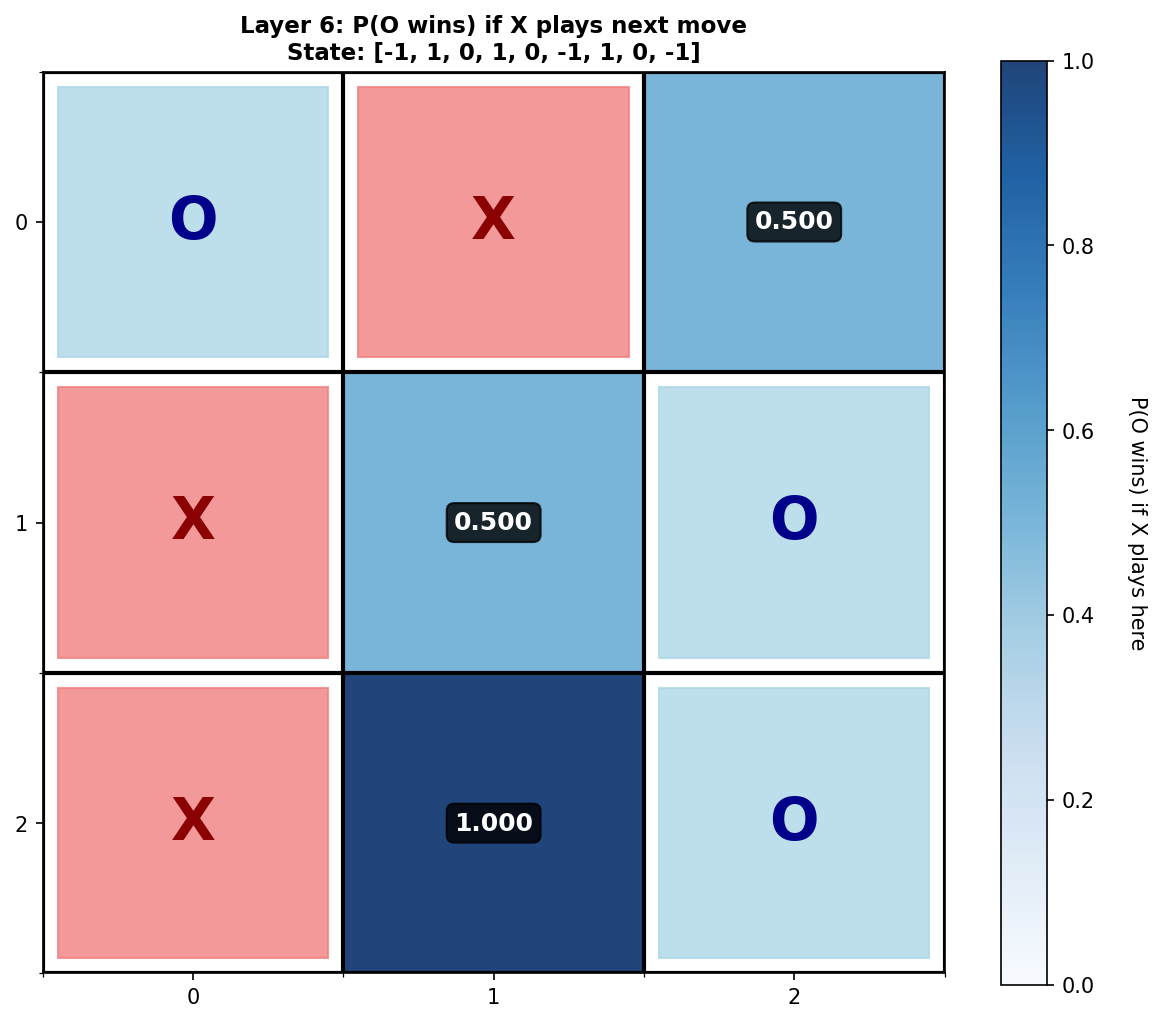 Layer 6: P(O wins) if X plays next move
State: [-1, 1, 0, 1, 0, -1, 1, 0, -1]
O
X
0.500
X
0.500
O
X
1.000
O
0
1
2
0
1
2
1.0
0.8
0.6
0.4
0.2
0.0
P(O wins) if X plays here